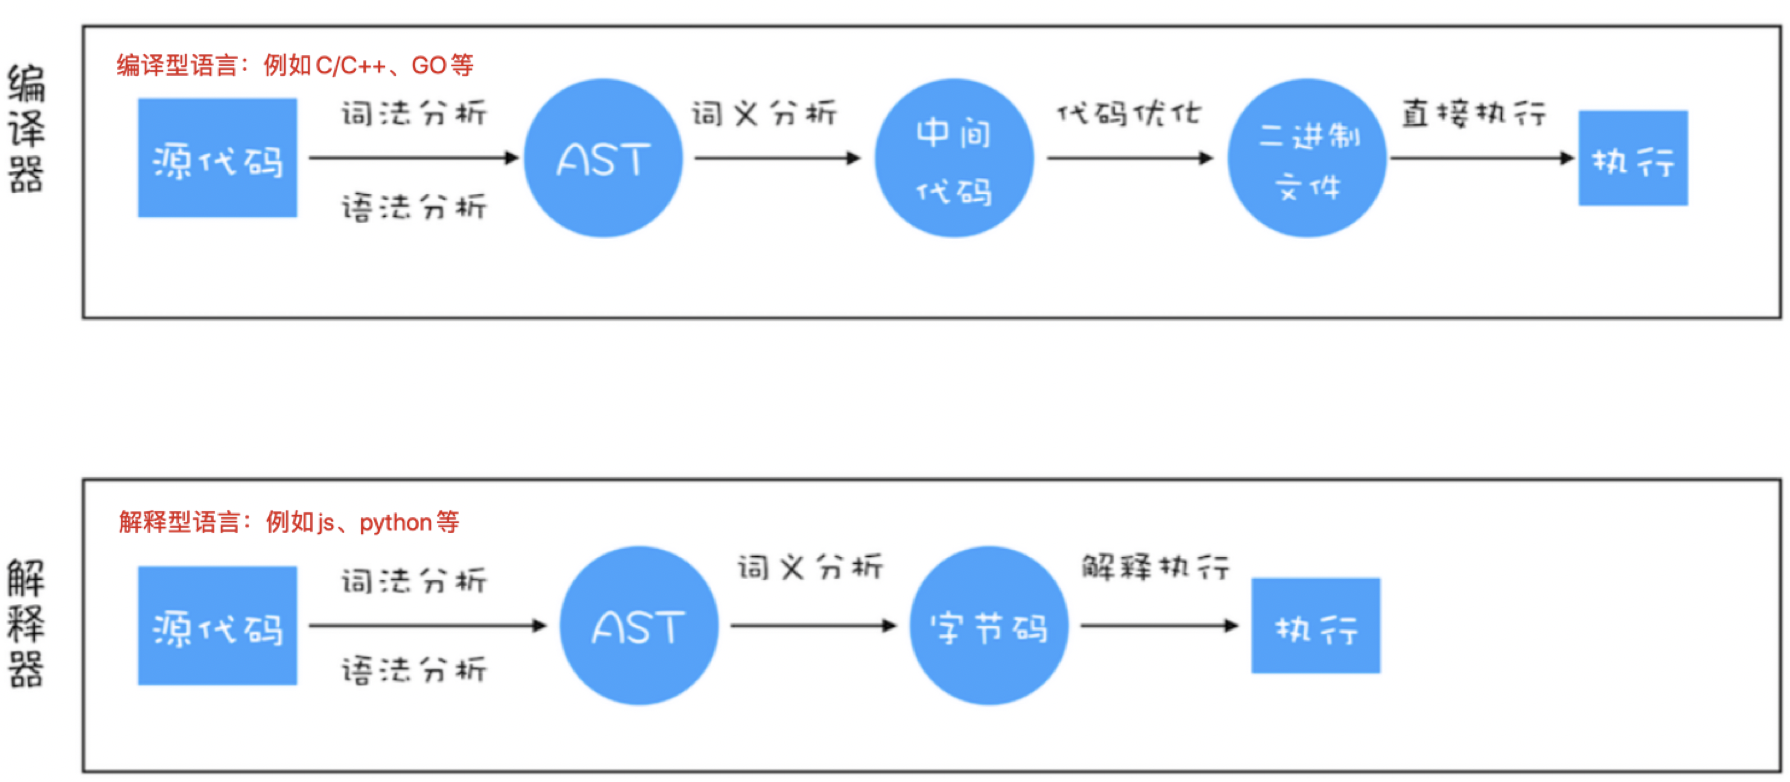 编译器
编译型语言：例如C/C++、GO等
源代码
词法分析
语法分析
AST
词义分析
中间
代码
代码优化
二进制
文件
直接执行
执行
解释器
解释型语言：例如js、python等
源代码
词法分析
语法分析
AST
词义分析
字节码
解释执行
执行